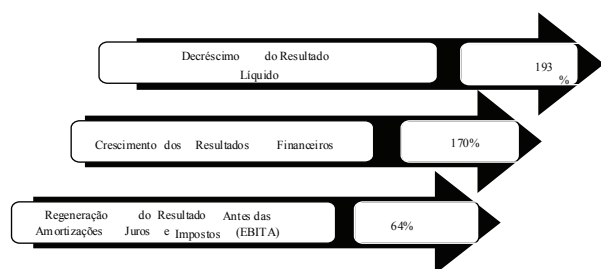 Decréscimo do Resultado
Líquido
193
%
Crescimento dos Resultados Financeiros
170%
Regeneração do Resultado Antes das
Amortizações Juros e Impostos (EBITA)
64%